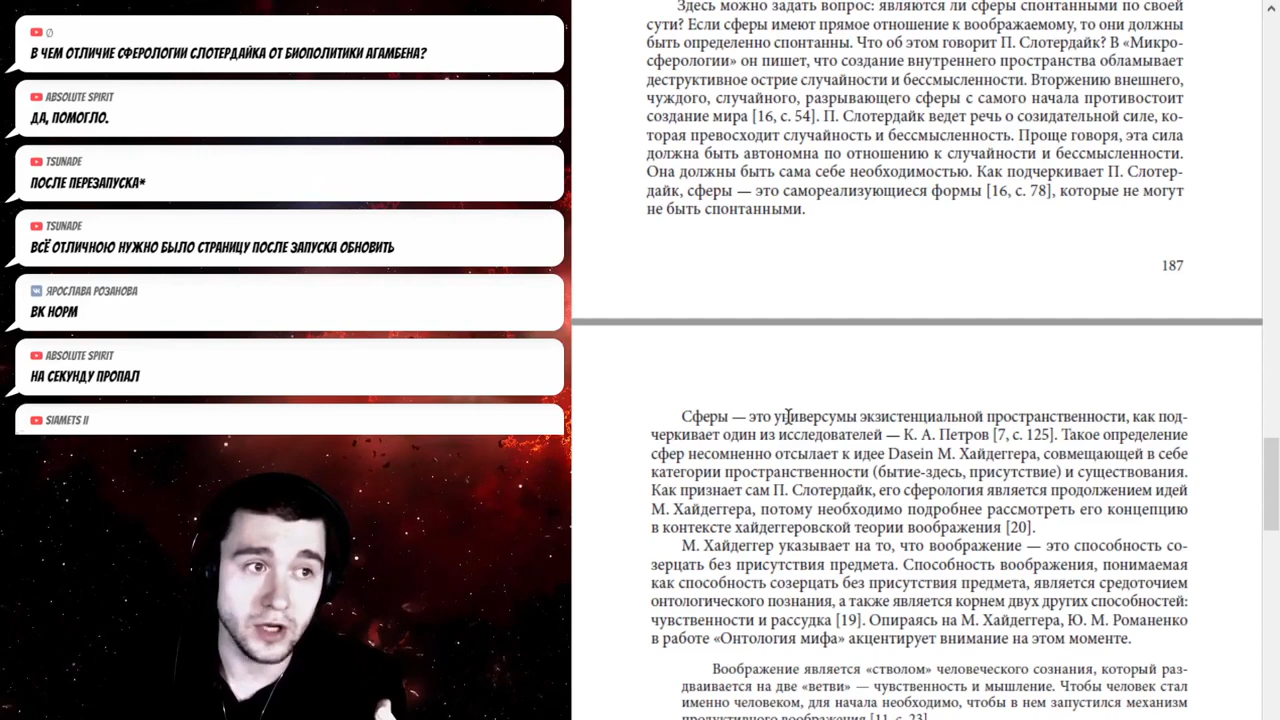 Ø
В ЧЕМ ОТЛИЧИЕ СФЕРОЛОГИИ СЛОТЕРДАЙКА ОТ БИОПОЛИТИКИ АГАМБЕНА?
ABSOLUTE SPIRIT
ДА, ПОМОГЛО.
TSUNADE
ПОСЛЕ ПЕРЕЗАПУСКА*
TSUNADE
ВСЁ ОТЛИЧНОЮ НУЖНО БЫЛО СТРАНИЦУ ПОСЛЕ ЗАПУСКА ОБНОВИТЬ
ЯРОСЛАВА РОЗАНОВА
ВК НОРМ
ABSOLUTE SPIRIT
НА СЕКУНДУ ПРОПАЛ
SIAMETS II
Здесь можно задать вопрос: являются ли сферы спонтанными по своей
сути? Если сферы имеют прямое отношение к воображаемому, то они должны
быть определенно спонтанны. Что об этом говорит П. Слотердайк? В «Микро-
сферологии» он пишет, что создание внутреннего пространства обламывает
деструктивное острие случайности и бессмысленности. Вторжению внешнего,
чуждого, случайного, разрывающего сферы с самого начала противостоит
создание мира [16, с. 54]. П. Слотердайк ведет речь о созидательной силе, ко-
торая превосходит случайность и бессмысленность. Проще говоря, эта сила
должна быть автономна по отношению к случайности и бессмысленности.
Она должны быть сама себе необходимостью. Как подчеркивает П. Слотер-
дайк, сферы — это самореализующиеся формы [16, с. 78], которые не могут
не быть спонтанными.
187
Сферы — это универсумы экзистенциальной пространственности, как под-
черкивает один из исследователей — К. А. Петров [7, с. 125]. Такое определение
сфер несомненно отсылает к идее Dasein М. Хайдеггера, совмещающей в себе
категории пространственности (бытие-здесь, присутствие) и существования.
Как признает сам П. Слотердайк, его сферология является продолжением идей
М. Хайдеггера, потому необходимо подробнее рассмотреть его концепцию
в контексте хайдеггеровской теории воображения [20].
М. Хайдеггер указывает на то, что воображение — это способность со-
зерцать без присутствия предмета. Способность воображения, понимаемая
как способность созерцать без присутствия предмета, является средоточием
онтологического познания, а также является корнем двух других способностей:
чувственности и рассудка [19]. Опираясь на М. Хайдеггера, Ю. М. Романенко
в работе «Онтология мифа» акцентирует внимание на этом моменте.
Воображение является «стволом» человеческого сознания, который раз-
дваивается на две «ветви» — чувственность и мышление. Чтобы человек стал
именно человеком, для начала необходимо, чтобы в нем запустился механизм
продуктивного воображения [11, с. 23].